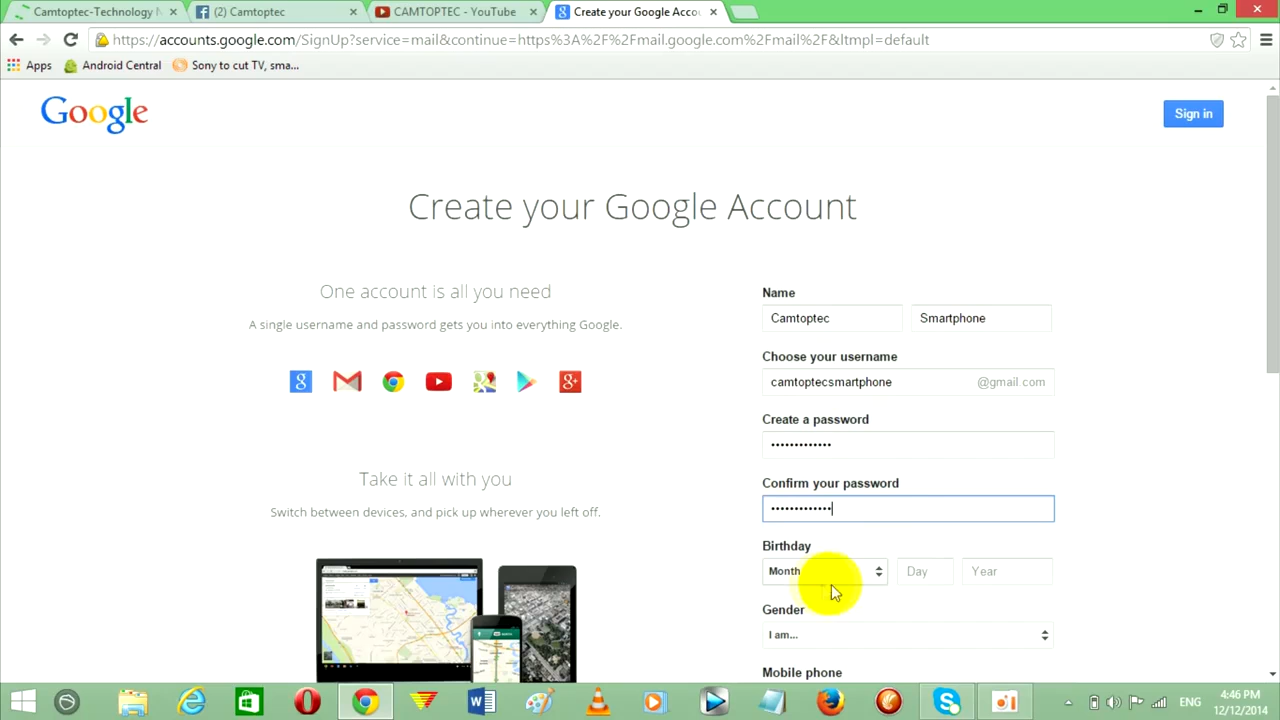 Camtoptec-Technology N
(2) Camtoptec
CAMTOPTEC - YouTube
Create your Google Accou
https://accounts.google.com/SignUp?service=mail&continue=https%3A%2F%2Fmail.google.com%2Fmail%2F&ltmpl=default
Apps
Android Central
Sony to cut TV, sma...
Google
Sign in
Create your Google Account
One account is all you need
A single username and password gets you into everything Google.
Take it all with you
Switch between devices, and pick up wherever you left off.
Name
Camtoptec Smartphone
Choose your username
camtoptecsmartphone @gmail.com
Create a password
•••••••••••••
Confirm your password
•••••••••••••
Birthday
Month Day Year
Gender
I am...
Mobile phone
ENG
4:46 PM
12/12/2014